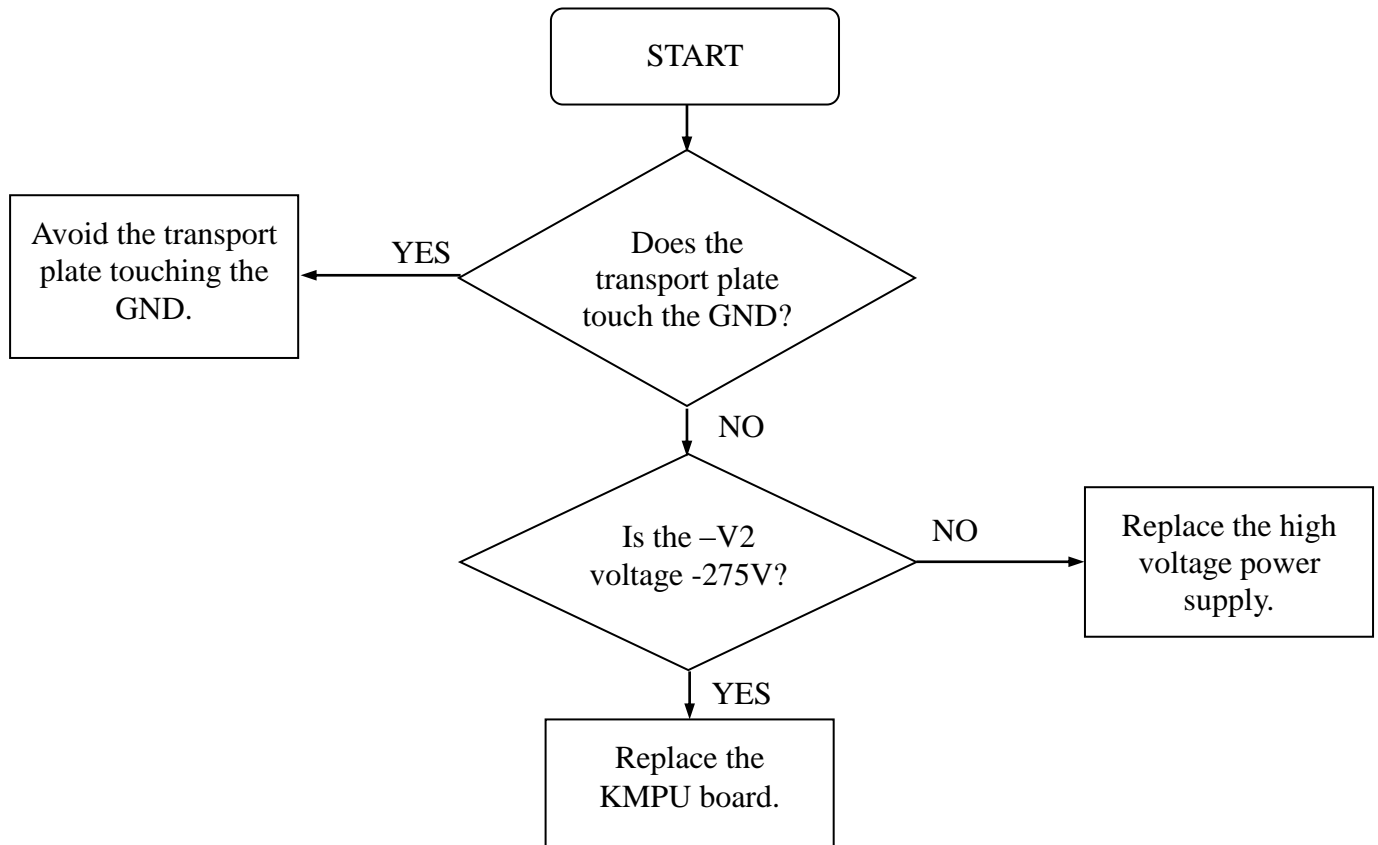 START
Does the
transport plate
touch the GND?
YES
Avoid the transport
plate touching the
GND.
NO
Is the –V2
voltage -275V?
NO
Replace the high
voltage power
supply.
YES
Replace the
KMPU board.